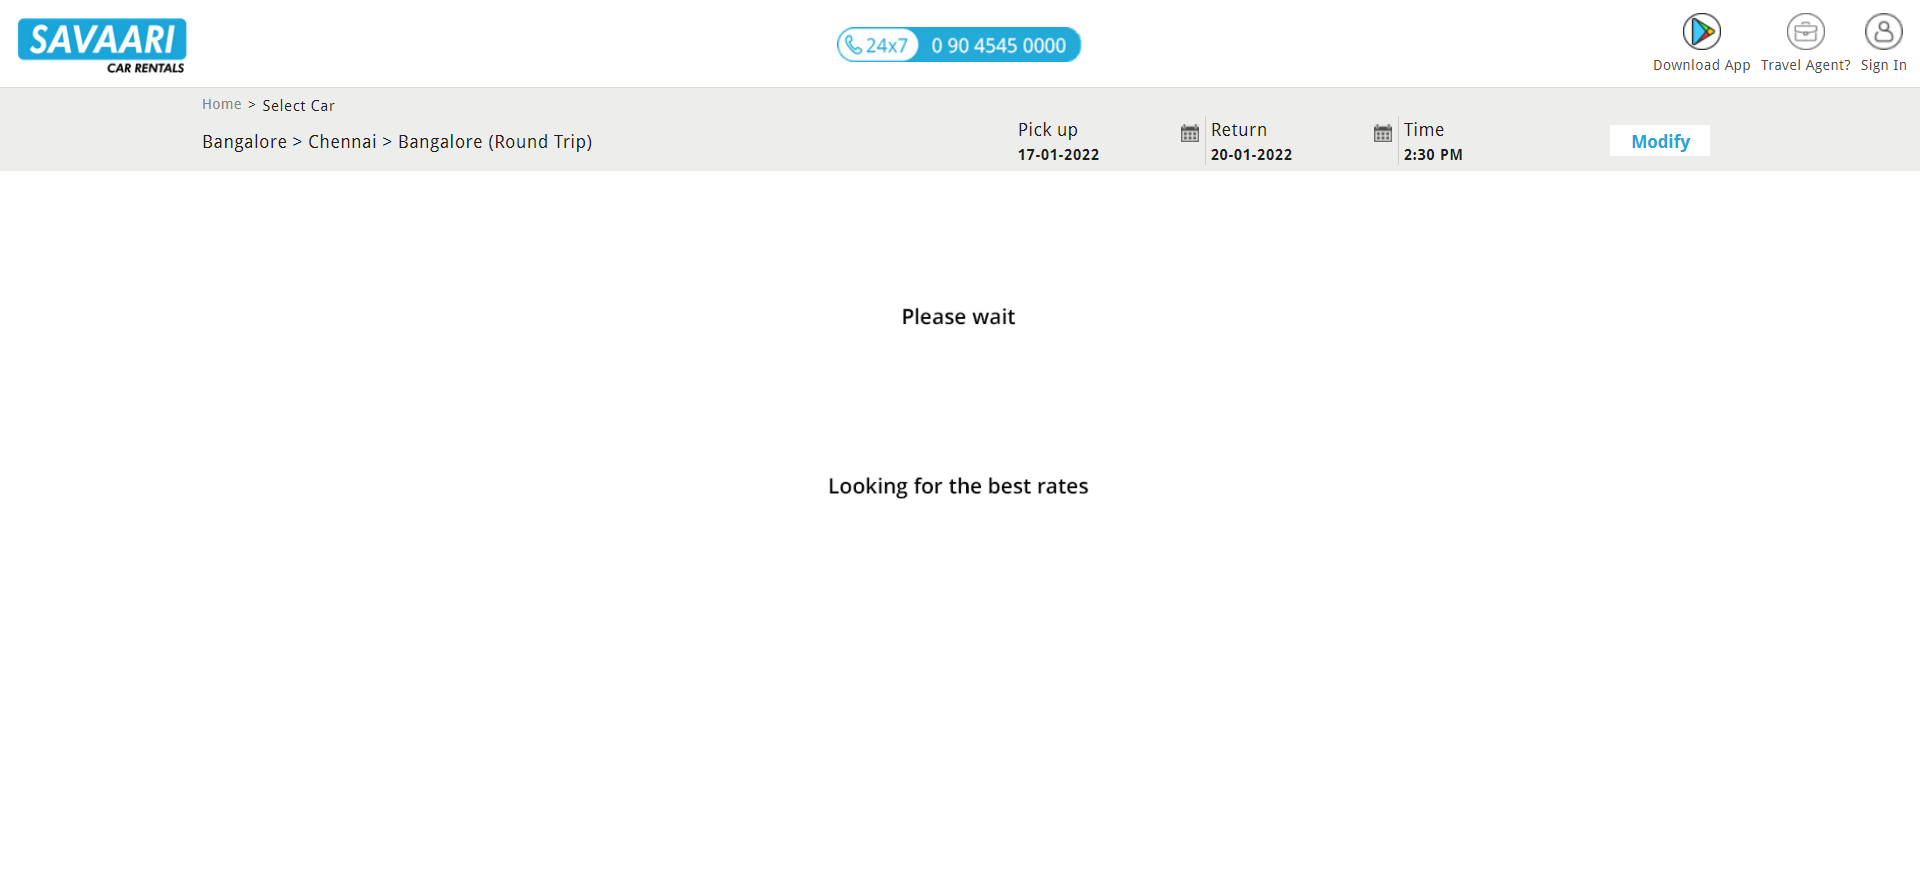 SAVAARI
CAR RENTALS
24x7 0 90 4545 0000
Download App Travel Agent? Sign In
Home > Select Car
Bangalore > Chennai > Bangalore (Round Trip)
Pick up Return Time
17-01-2022 20-01-2022 2:30 PM
Modify
Please wait
Looking for the best rates